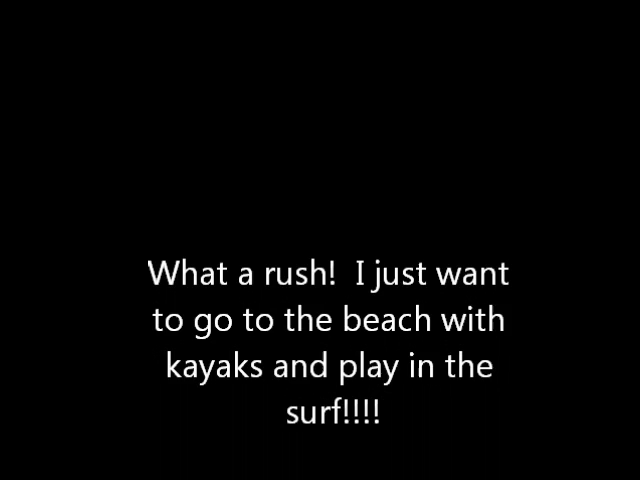 What a rush!  I just want
to go to the beach with
kayaks and play in the
surf!!!!